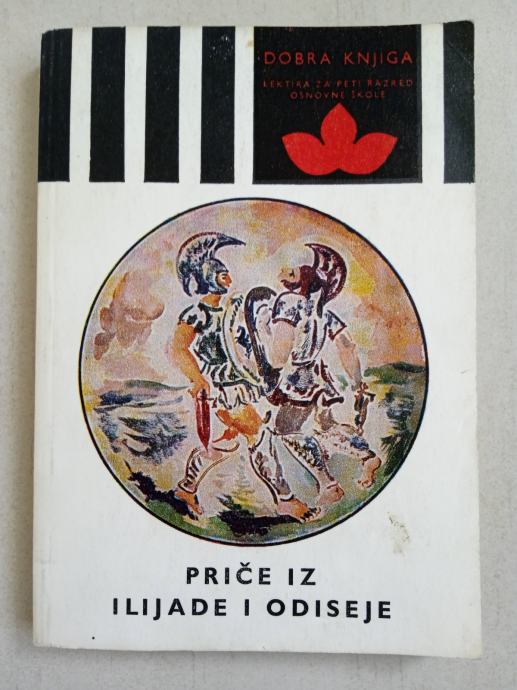 DOBRA KNJIGA
LEKTIRA ZA PETI RAZRED
OSNOVNE ŠKOLE
PRIČE IZ
ILIJADE I ODISEJE